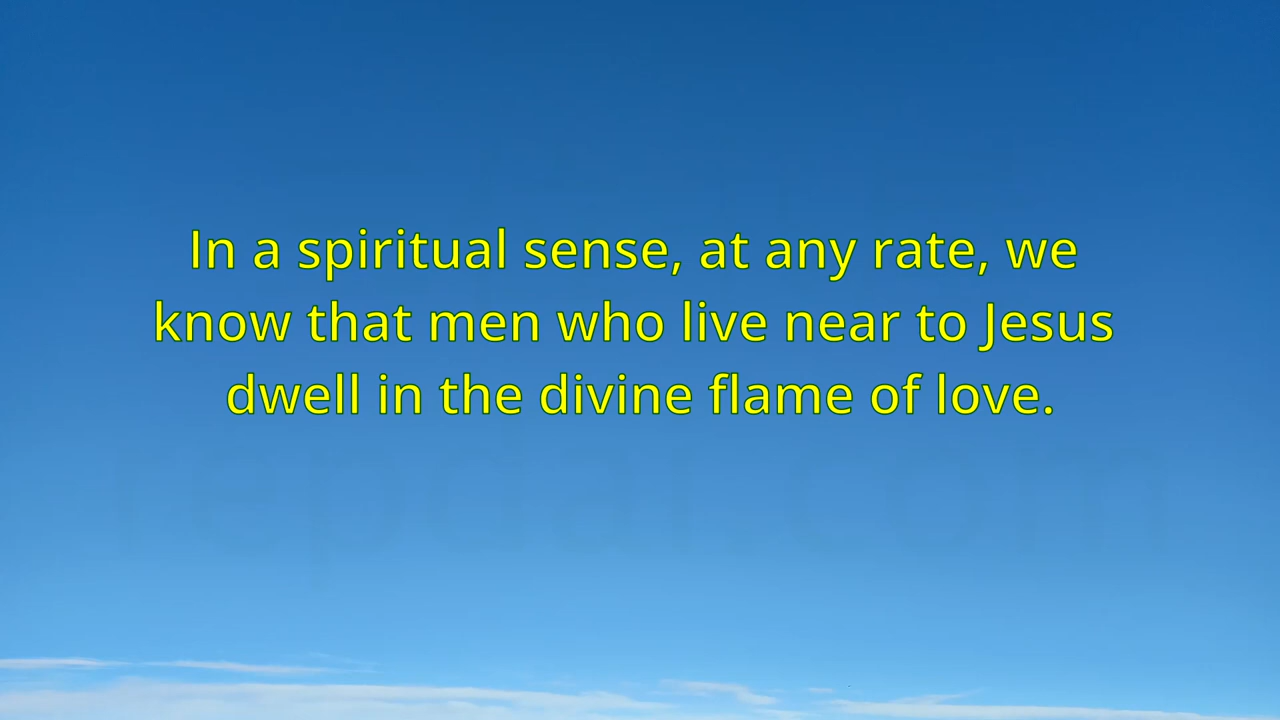 In a spiritual sense, at any rate, we
know that men who live near to Jesus
dwell in the divine flame of love.